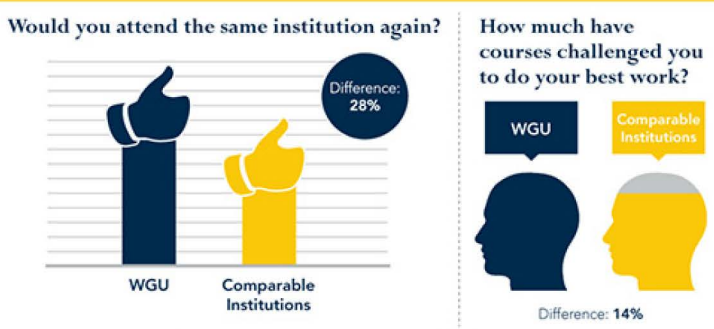 Would you attend the same institution again?
Difference:
28%
WGU
Comparable
Institutions
How much have
courses challenged you
to do your best work?
WGU
Comparable
Institutions
Difference: 14%